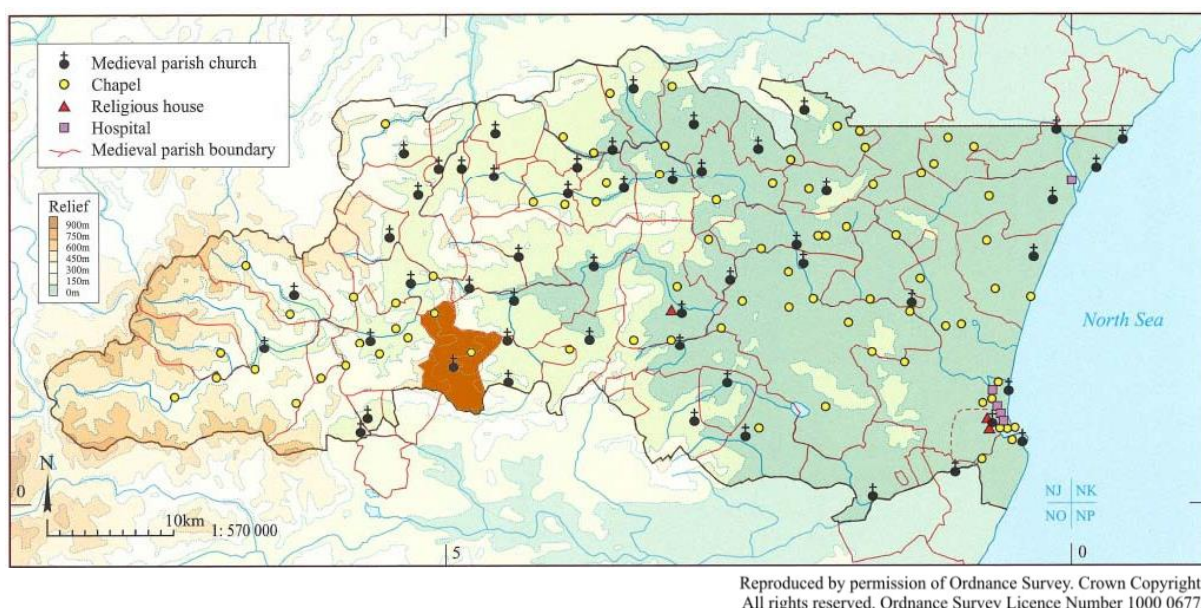 Medieval parish church
Chapel
Religious house
Hospital
Medieval parish boundary
Relief
900m
750m
600m
450m
300m
150m
0m
North Sea
N
0
10km
1: 570 000
5
0
NJ NK
NO NP
Reproduced by permission of Ordnance Survey. Crown Copyright
All rights reserved. Ordnance Survey Licence Number 1000 0677